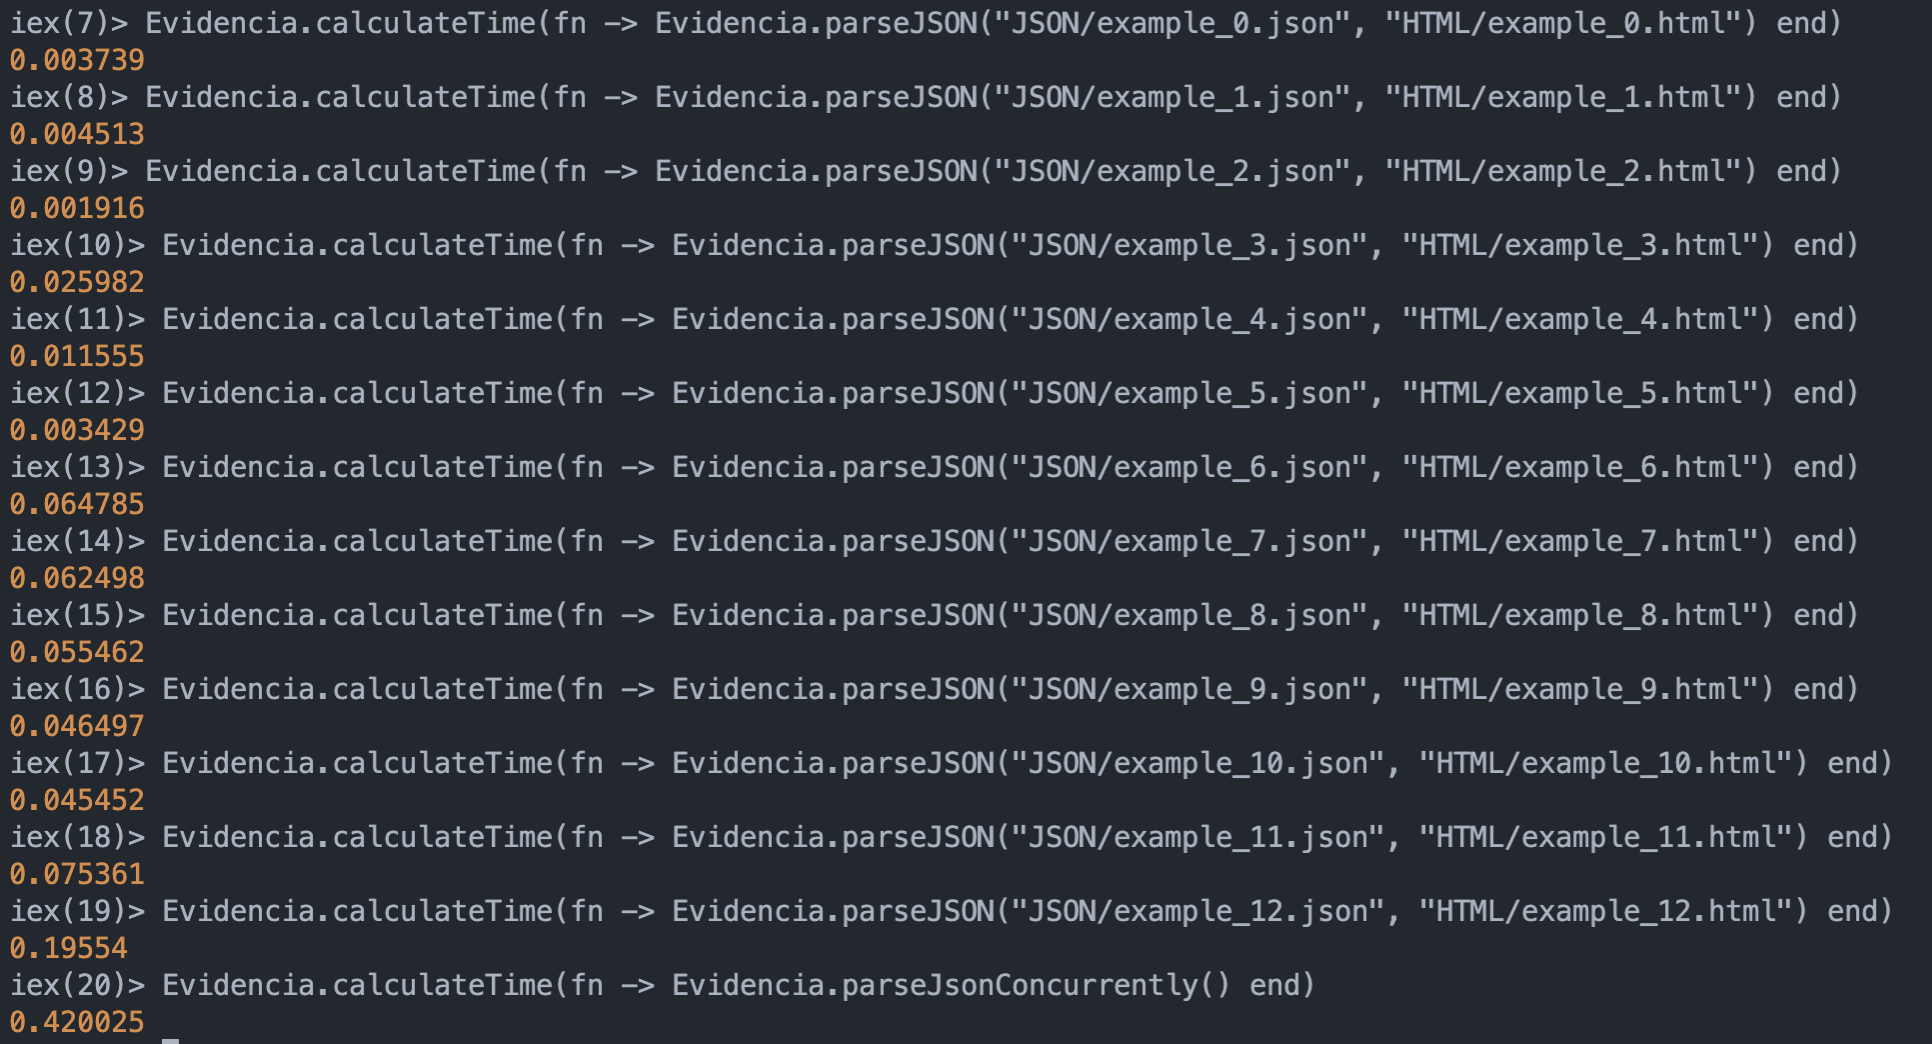 iex(7)> Evidencia.calculateTime(fn -> Evidencia.parseJSON("JSON/example_0.json", "HTML/example_0.html") end)
0.003739
iex(8)> Evidencia.calculateTime(fn -> Evidencia.parseJSON("JSON/example_1.json", "HTML/example_1.html") end)
0.004513
iex(9)> Evidencia.calculateTime(fn -> Evidencia.parseJSON("JSON/example_2.json", "HTML/example_2.html") end)
0.001916
iex(10)> Evidencia.calculateTime(fn -> Evidencia.parseJSON("JSON/example_3.json", "HTML/example_3.html") end)
0.025982
iex(11)> Evidencia.calculateTime(fn -> Evidencia.parseJSON("JSON/example_4.json", "HTML/example_4.html") end)
0.011555
iex(12)> Evidencia.calculateTime(fn -> Evidencia.parseJSON("JSON/example_5.json", "HTML/example_5.html") end)
0.003429
iex(13)> Evidencia.calculateTime(fn -> Evidencia.parseJSON("JSON/example_6.json", "HTML/example_6.html") end)
0.064785
iex(14)> Evidencia.calculateTime(fn -> Evidencia.parseJSON("JSON/example_7.json", "HTML/example_7.html") end)
0.062498
iex(15)> Evidencia.calculateTime(fn -> Evidencia.parseJSON("JSON/example_8.json", "HTML/example_8.html") end)
0.055462
iex(16)> Evidencia.calculateTime(fn -> Evidencia.parseJSON("JSON/example_9.json", "HTML/example_9.html") end)
0.046497
iex(17)> Evidencia.calculateTime(fn -> Evidencia.parseJSON("JSON/example_10.json", "HTML/example_10.html") end)
0.045452
iex(18)> Evidencia.calculateTime(fn -> Evidencia.parseJSON("JSON/example_11.json", "HTML/example_11.html") end)
0.075361
iex(19)> Evidencia.calculateTime(fn -> Evidencia.parseJSON("JSON/example_12.json", "HTML/example_12.html") end)
0.19554
iex(20)> Evidencia.calculateTime(fn -> Evidencia.parseJsonConcurrently() end)
0.420025